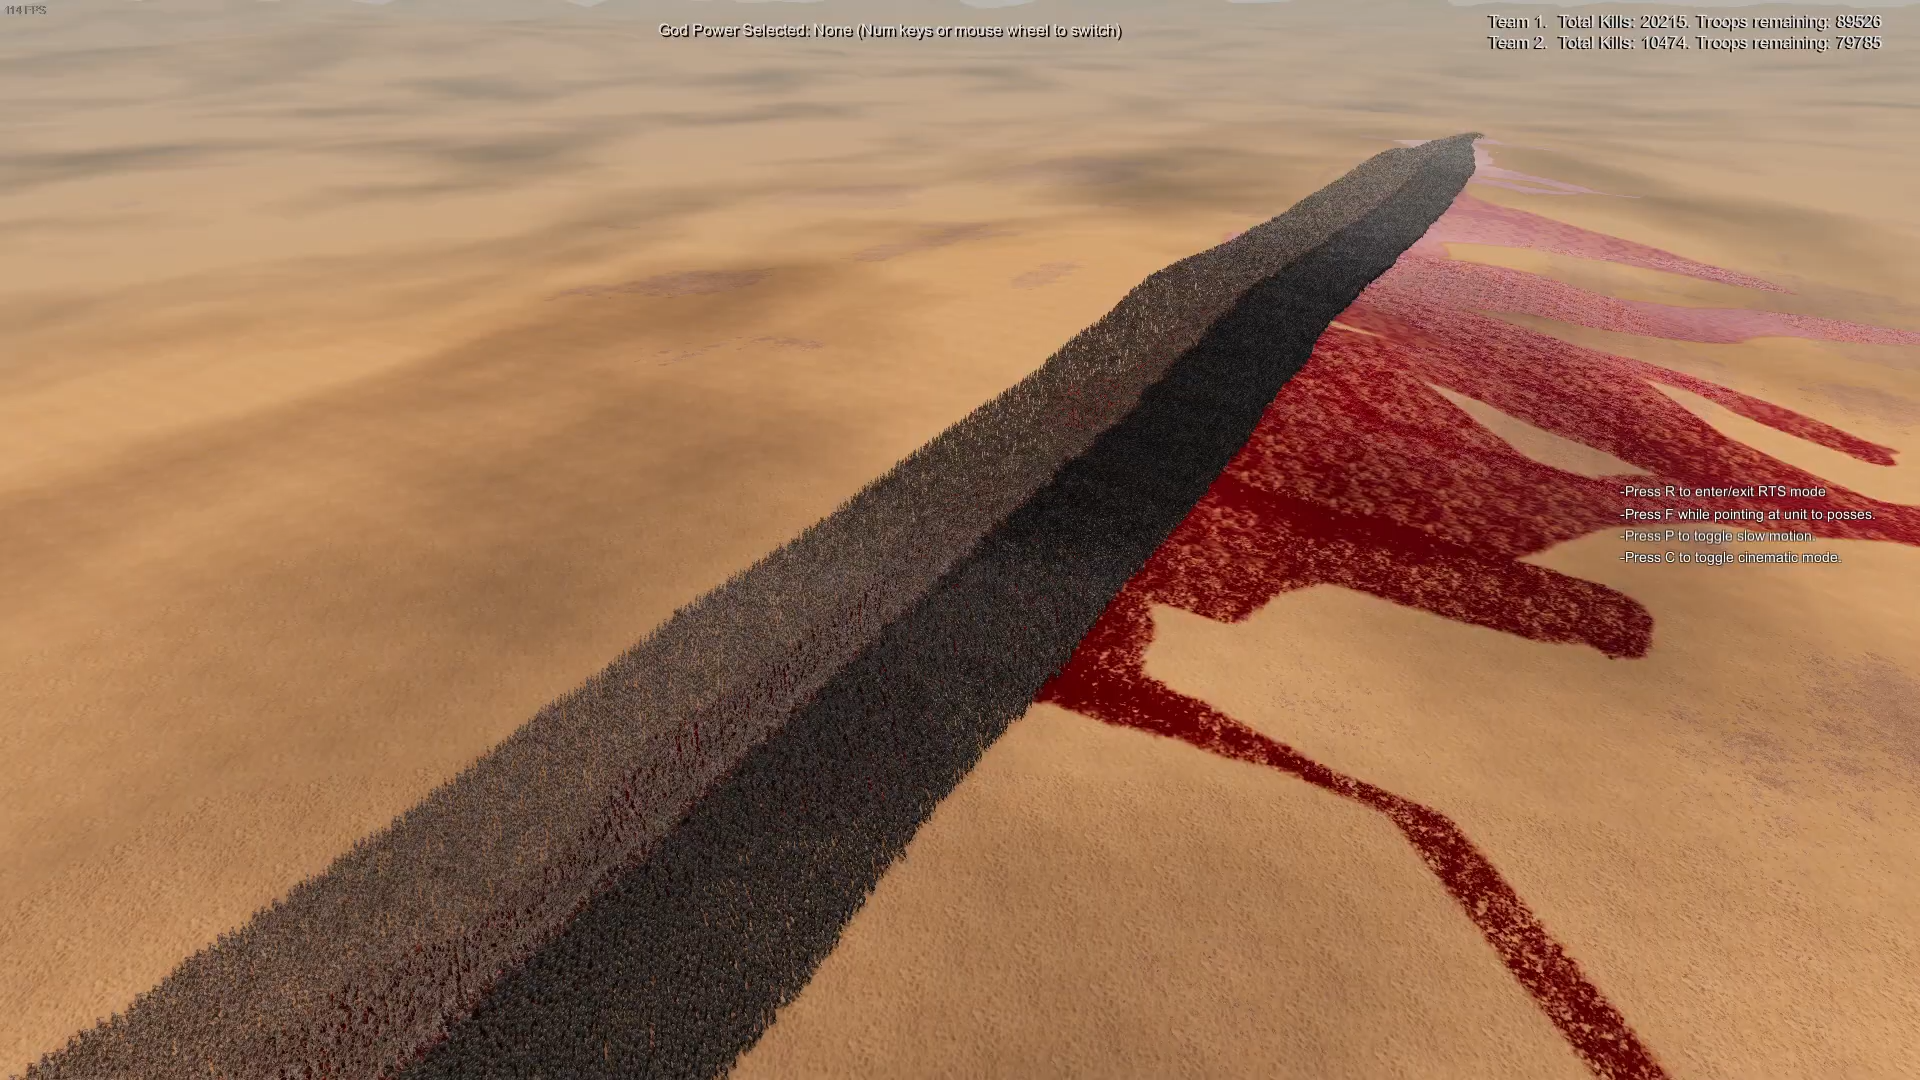 114 FPS
God Power Selected: None (Num keys or mouse wheel to switch)
Team 1. Total Kills: 20215. Troops remaining: 89526
Team 2. Total Kills: 10474. Troops remaining: 79785
-Press R to enter/exit RTS mode
-Press F while pointing at unit to posses.
-Press P to toggle slow motion.
-Press C to toggle cinematic mode.